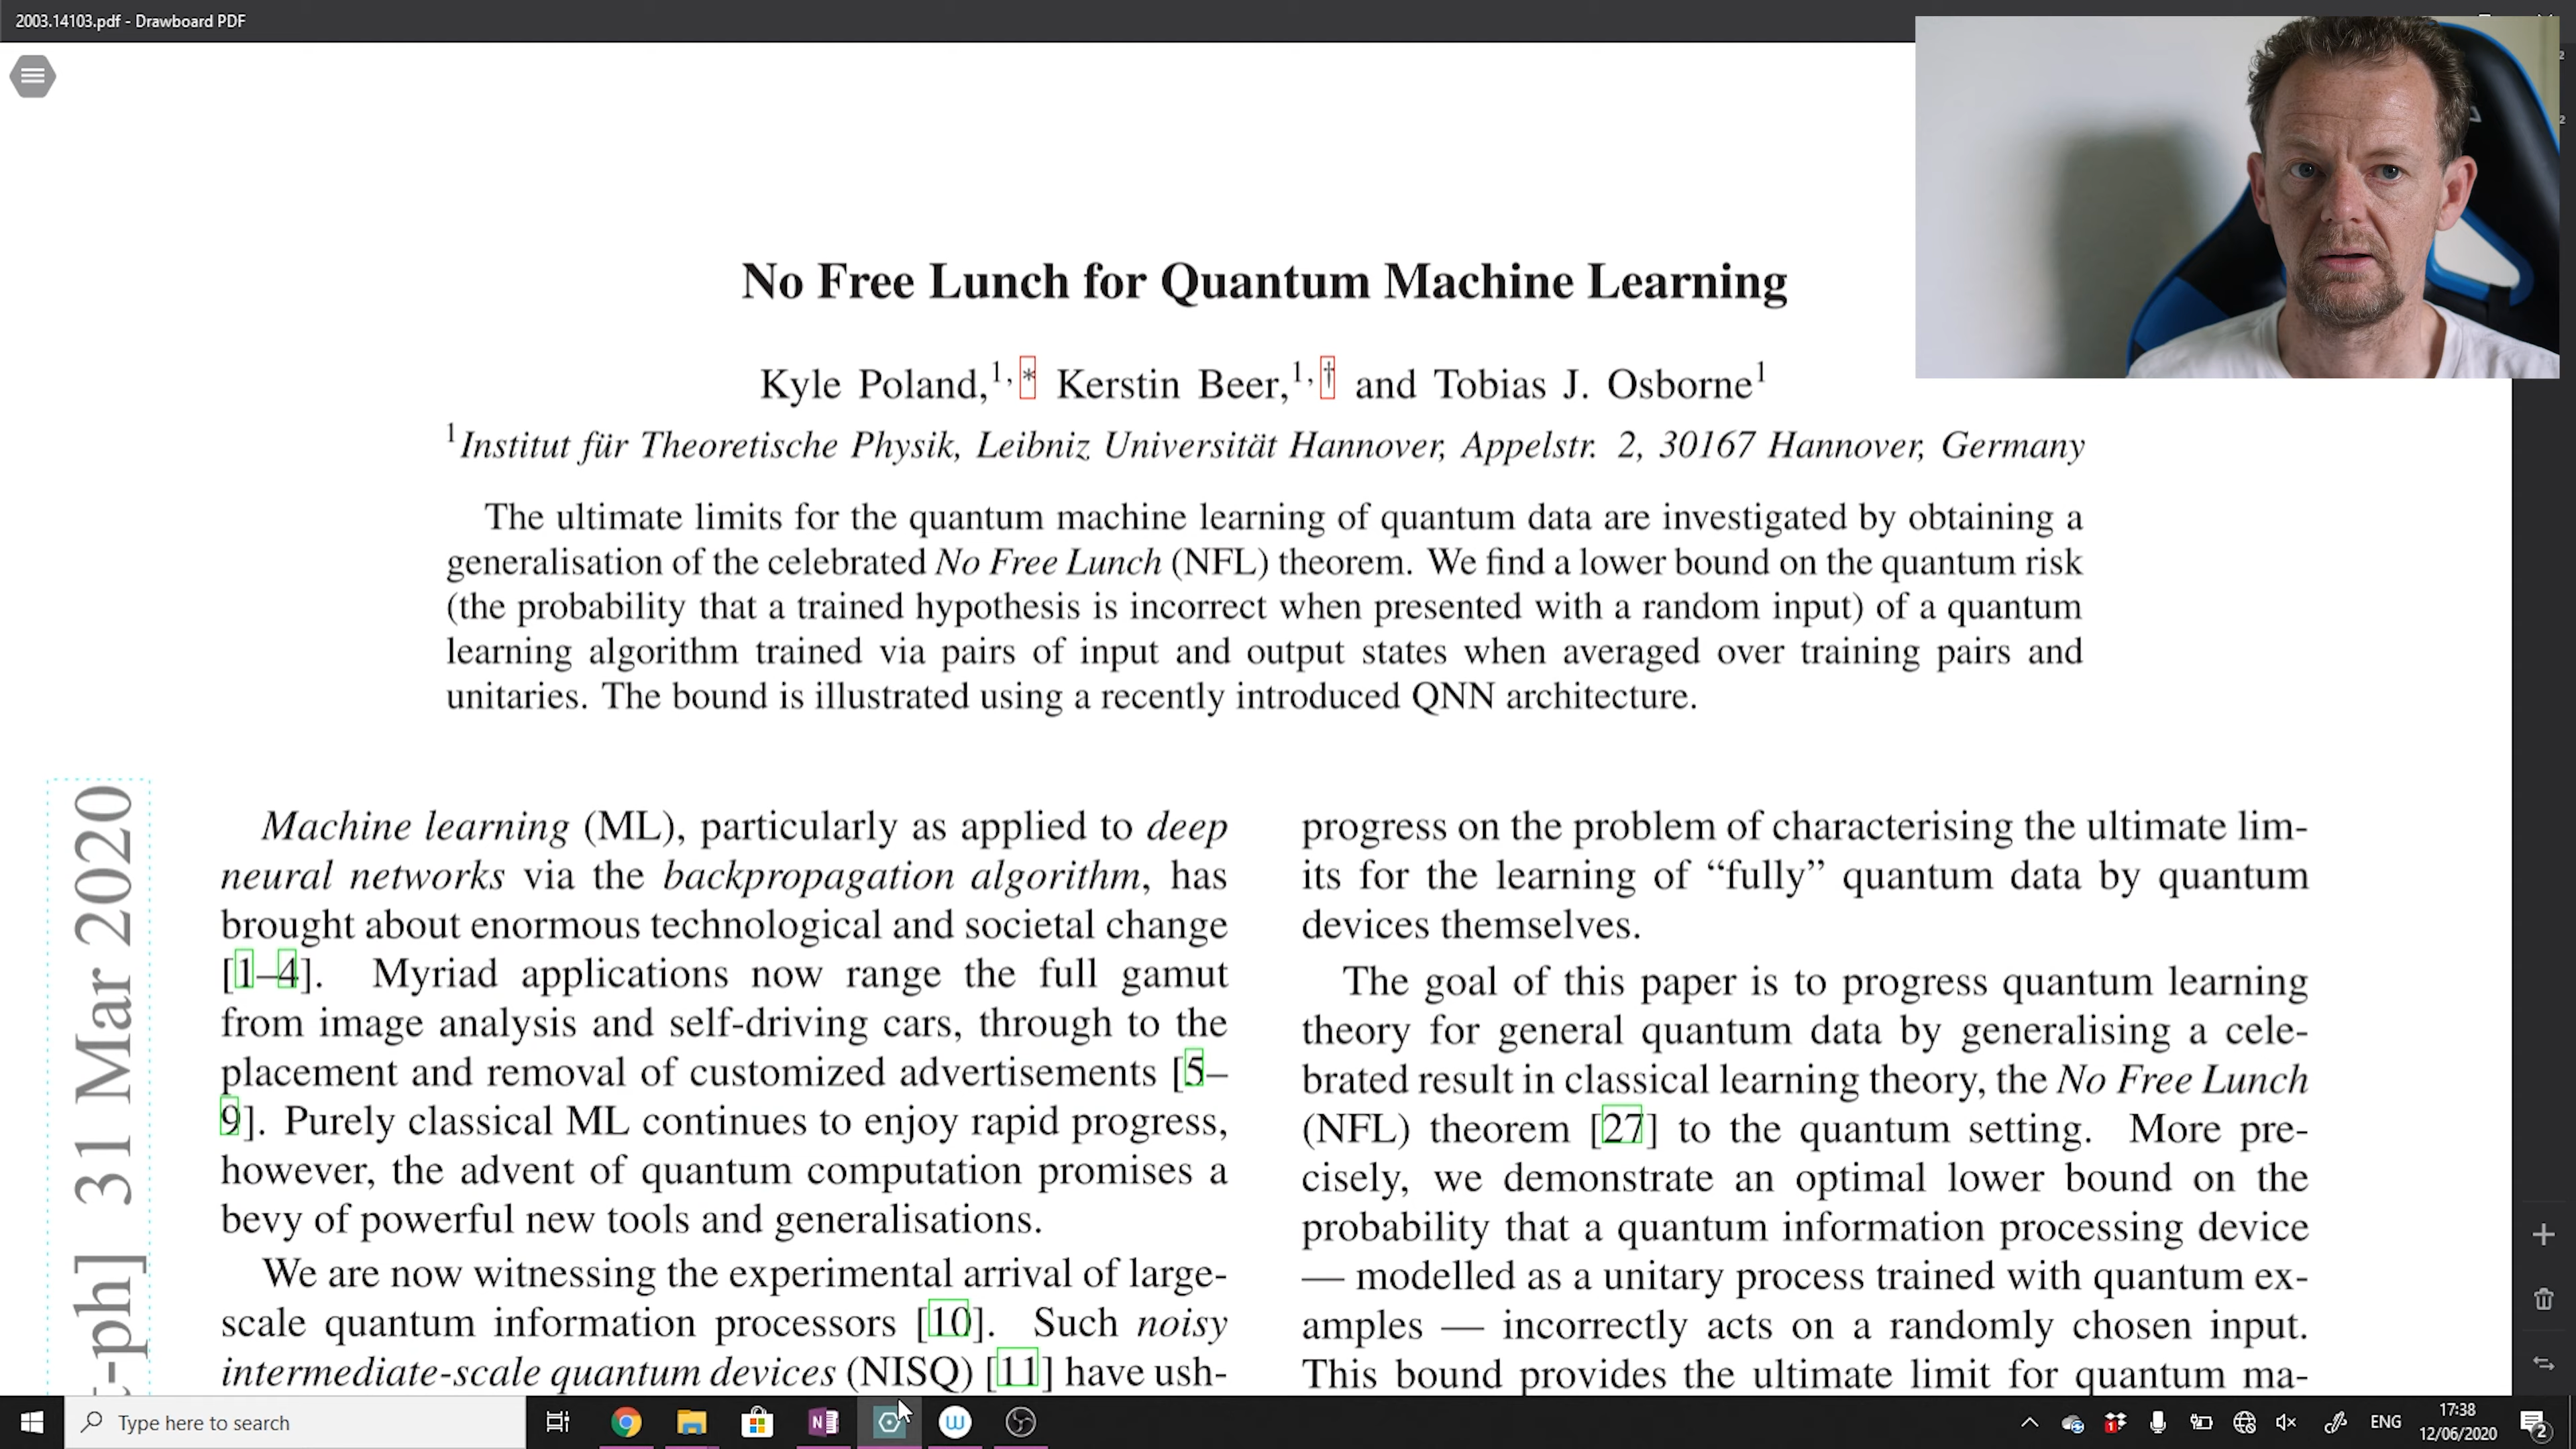 2003.14103.pdf - Drawboard PDF
No Free Lunch for Quantum Machine Learning
Kyle Poland,1, * Kerstin Beer,1, † and Tobias J. Osborne1
1Institut für Theoretische Physik, Leibniz Universität Hannover, Appelstr. 2, 30167 Hannover, Germany
The ultimate limits for the quantum machine learning of quantum data are investigated by obtaining a
generalisation of the celebrated No Free Lunch (NFL) theorem. We find a lower bound on the quantum risk
(the probability that a trained hypothesis is incorrect when presented with a random input) of a quantum
learning algorithm trained via pairs of input and output states when averaged over training pairs and
unitaries. The bound is illustrated using a recently introduced QNN architecture.
t-ph] 31 Mar 2020
Machine learning (ML), particularly as applied to deep
neural networks via the backpropagation algorithm, has
brought about enormous technological and societal change
[1–4]. Myriad applications now range the full gamut
from image analysis and self-driving cars, through to the
placement and removal of customized advertisements [5–
9]. Purely classical ML continues to enjoy rapid progress,
however, the advent of quantum computation promises a
bevy of powerful new tools and generalisations.
We are now witnessing the experimental arrival of large-
scale quantum information processors [10]. Such noisy
intermediate-scale quantum devices (NISQ) [11] have ush-
progress on the problem of characterising the ultimate lim-
its for the learning of “fully” quantum data by quantum
devices themselves.
The goal of this paper is to progress quantum learning
theory for general quantum data by generalising a cele-
brated result in classical learning theory, the No Free Lunch
(NFL) theorem [27] to the quantum setting. More pre-
cisely, we demonstrate an optimal lower bound on the
probability that a quantum information processing device
— modelled as a unitary process trained with quantum ex-
amples — incorrectly acts on a randomly chosen input.
This bound provides the ultimate limit for quantum ma-
Type here to search
ENG
17:38
12/06/2020
2